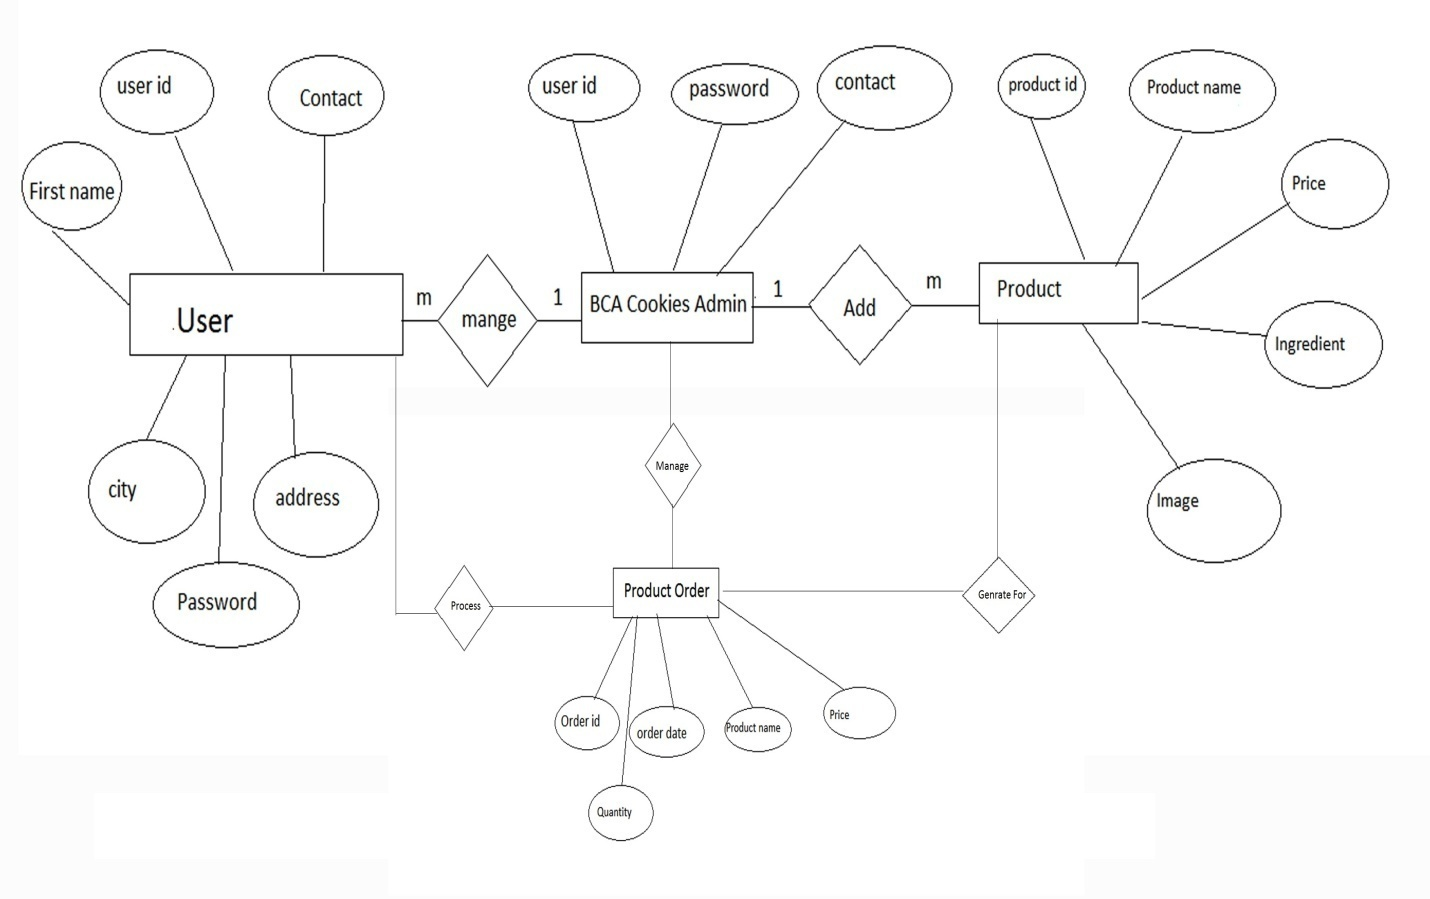 user id
Contact
user id
password
contact
product id
Product name
First name
Price
User
m
mange
1
BCA Cookies Admin
1
Add
m
Product
Ingredient
city
address
Manage
Image
Password
Process
Product Order
Genrate For
Order id
order date
Product name
Price
Quantity